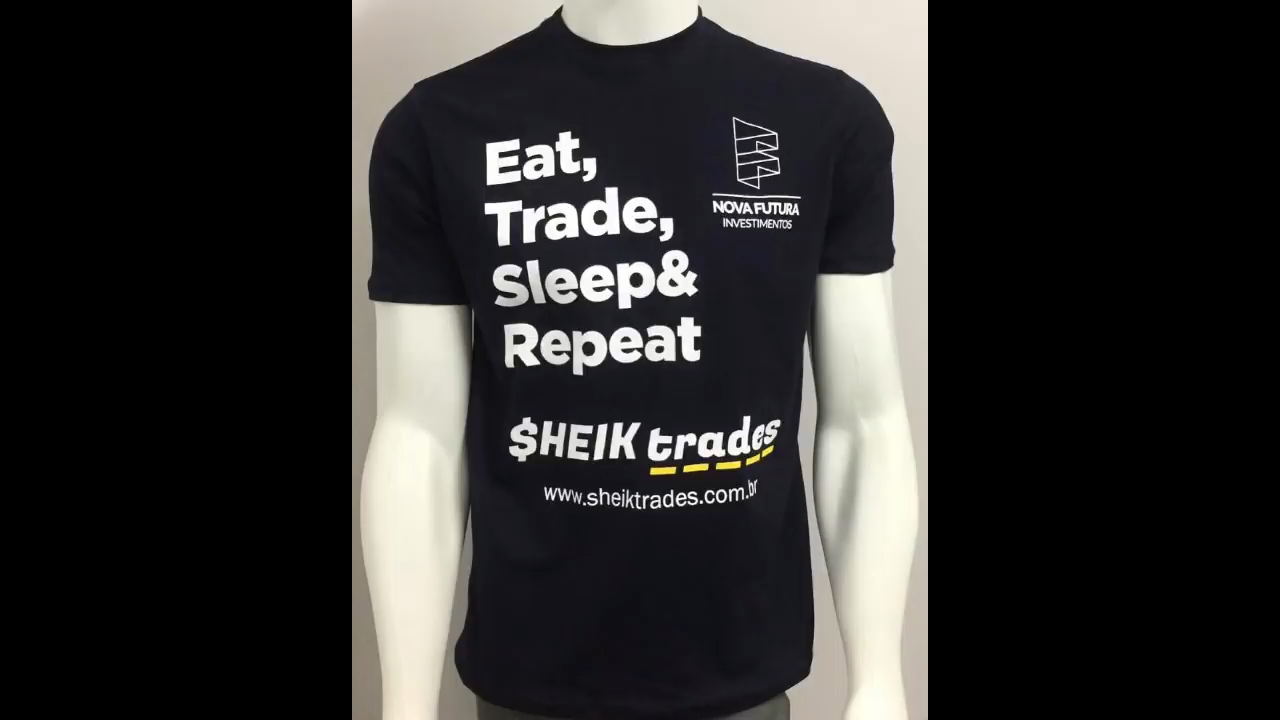 Eat,
Trade,
Sleep&
Repeat
NOVA FUTURA
INVESTIMENTOS
$HEIK trades
www.sheiktrades.com.br